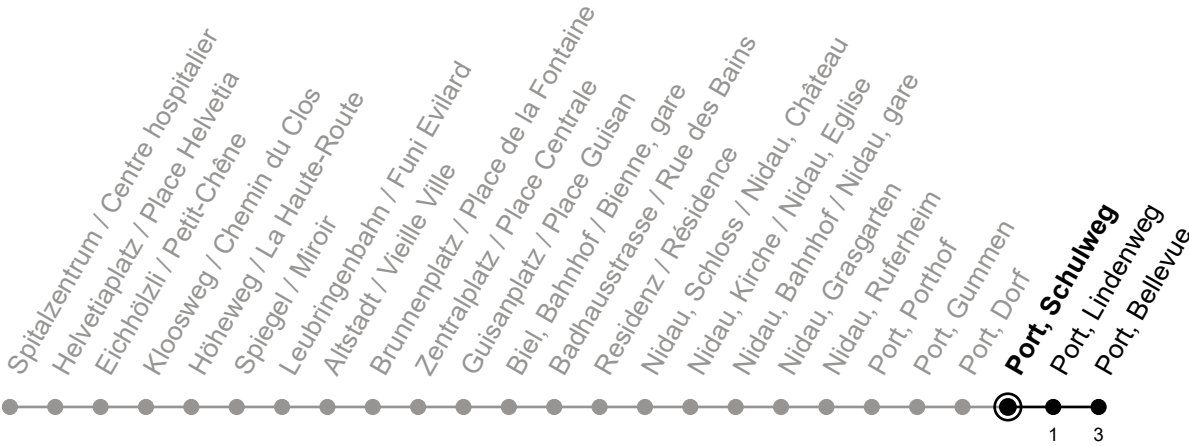 Spitalzentrum / Centre hospitalier
Helvetiaplatz / Place Helvetia
Eichhölzli / Petit-Chêne
Kloosweg / Chemin du Clos
Höheweg / La Haute-Route
Spiegel / Miroir
Leubringenbahn / Funi Evilard
Altstadt / Vieille Ville
Brunnenplatz / Place de la Fontaine
Zentralplatz / Place Centrale
Guisanplatz / Place Guisan
Biel, Bahnhof / Bienne, gare
Badhausstrasse / Rue des Bains
Residenz / Résidence
Nidau, Schloss / Nidau, Château
Nidau, Kirche / Nidau, Eglise
Nidau, Bahnhof / Nidau, gare
Nidau, Grasgarten
Nidau, Ruferheim
Port, Porthof
Port, Gummen
Port, Dorf
Port, Schulweg
Port, Lindenweg
Port, Bellevue
1 3